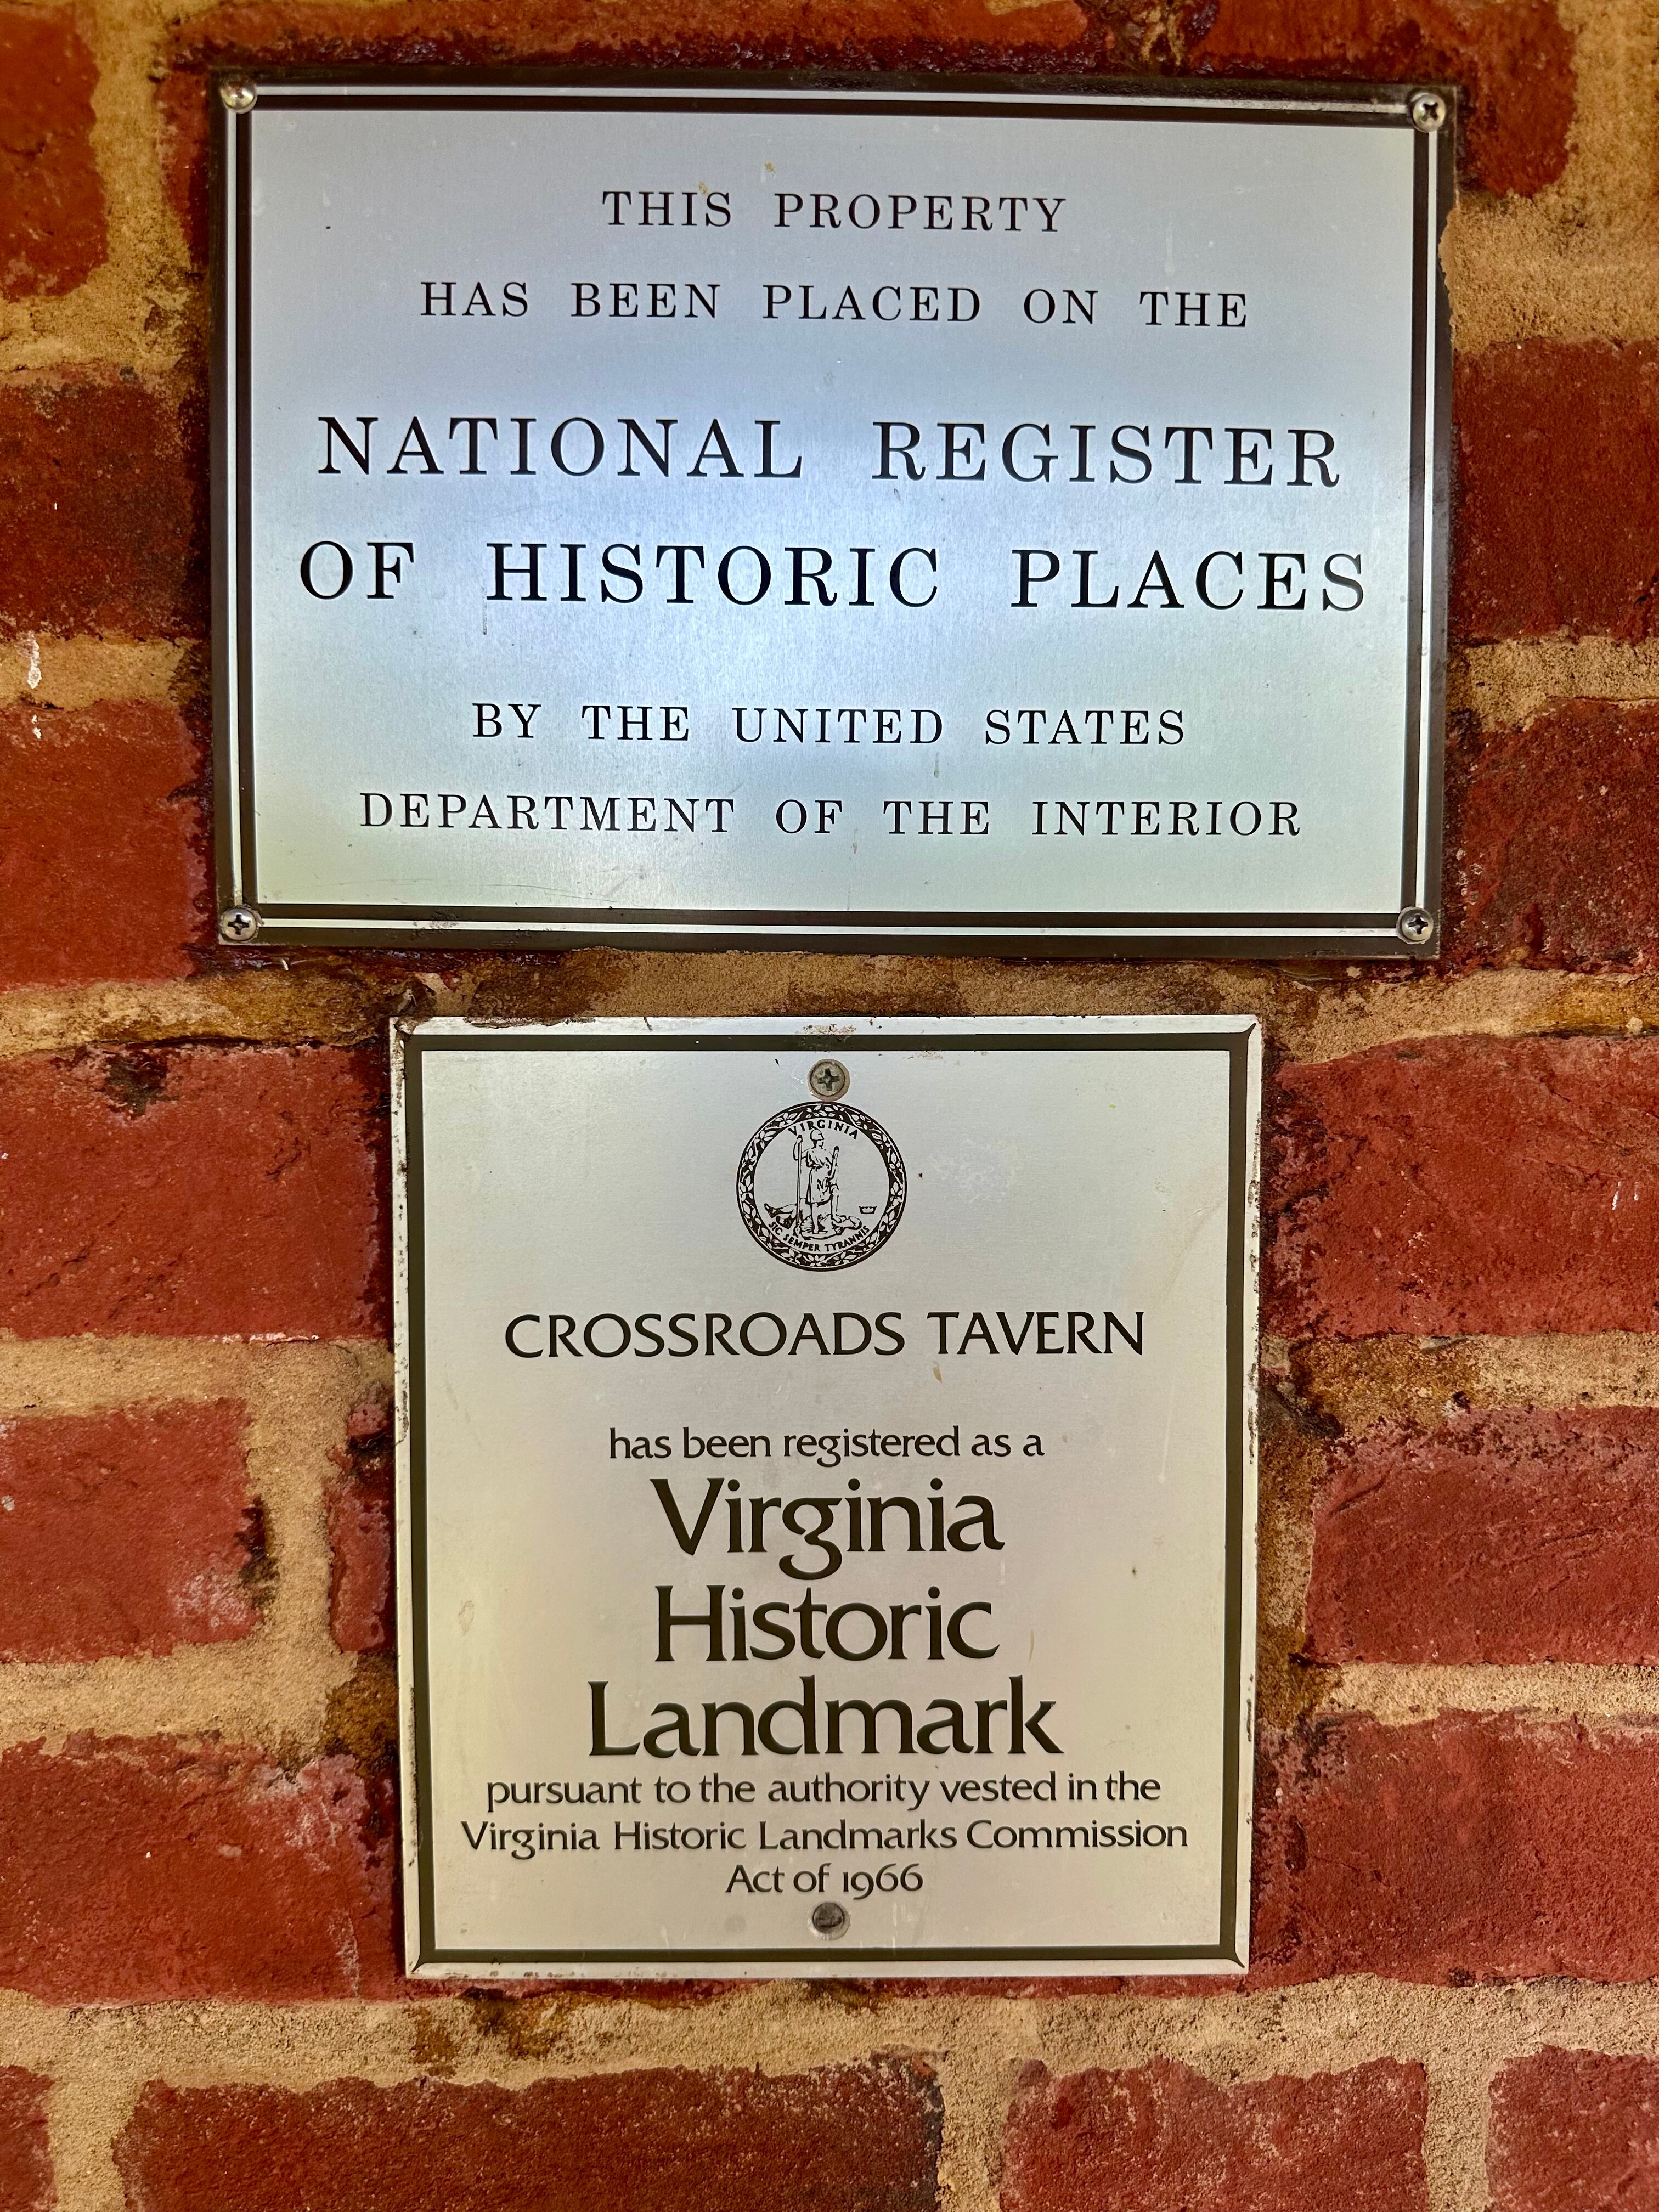 THIS PROPERTY
HAS BEEN PLACED ON THE
NATIONAL REGISTER
OF HISTORIC PLACES
BY THE UNITED STATES
DEPARTMENT OF THE INTERIOR
VIRGINIA
SIC SEMPER TYRANNIS
CROSSROADS TAVERN
has been registered as a
Virginia
Historic
Landmark
pursuant to the authority vested in the
Virginia Historic Landmarks Commission
Act of 1966